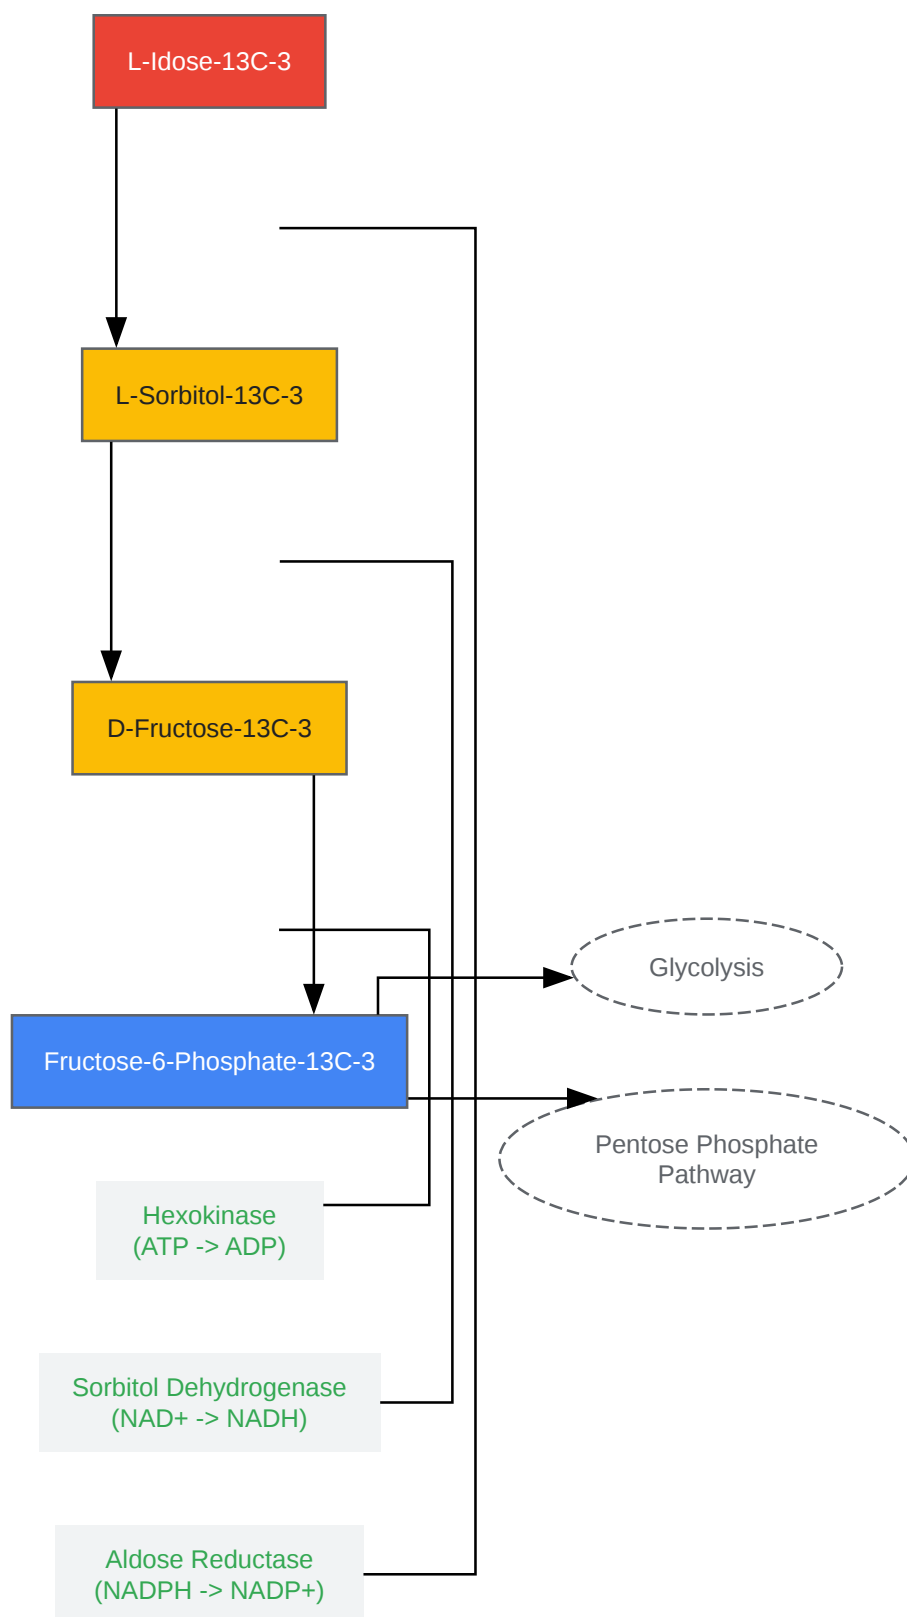 L-Idose-13C-3
L-Sorbitol-13C-3
D-Fructose-13C-3
Glycolysis
Fructose-6-Phosphate-13C-3
Pentose Phosphate
Pathway
Hexokinase
(ATP -> ADP)
Sorbitol Dehydrogenase
(NAD+ -> NADH)
Aldose Reductase
(NADPH -> NADP+)